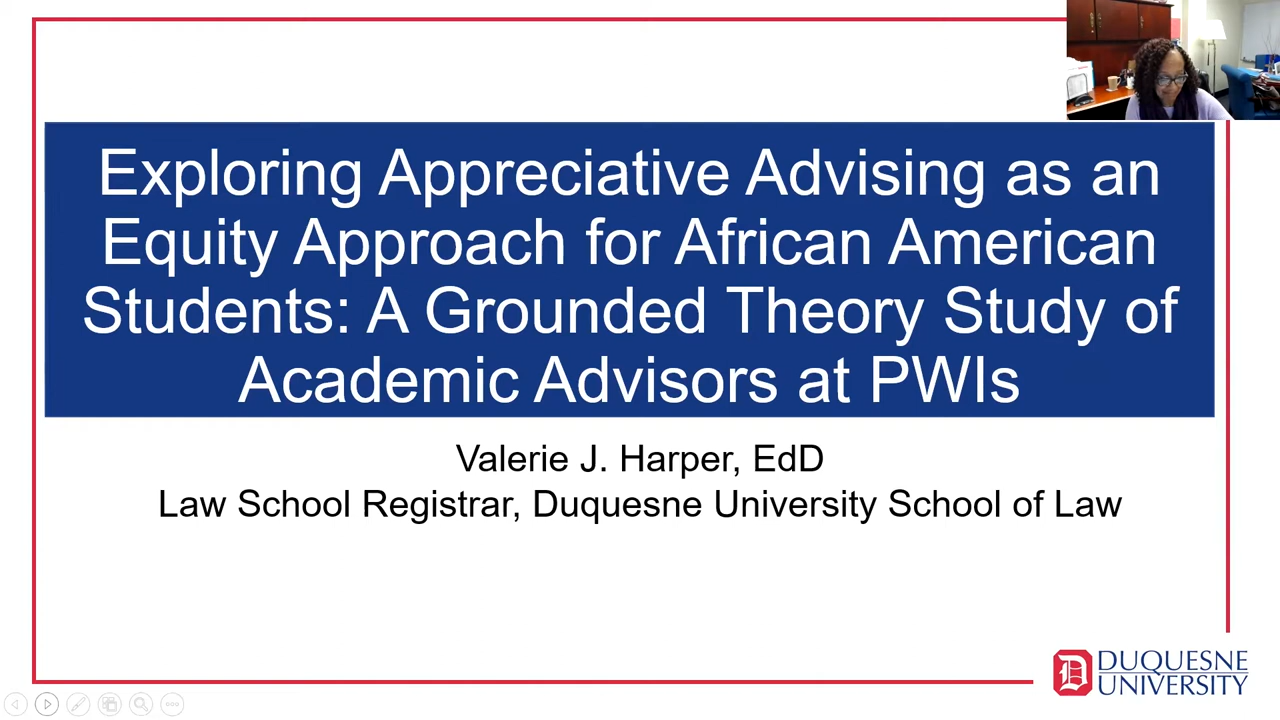 Exploring Appreciative Advising as an
Equity Approach for African American
Students: A Grounded Theory Study of
Academic Advisors at PWIs
Valerie J. Harper, EdD
Law School Registrar, Duquesne University School of Law
DUQUESNE
UNIVERSITY